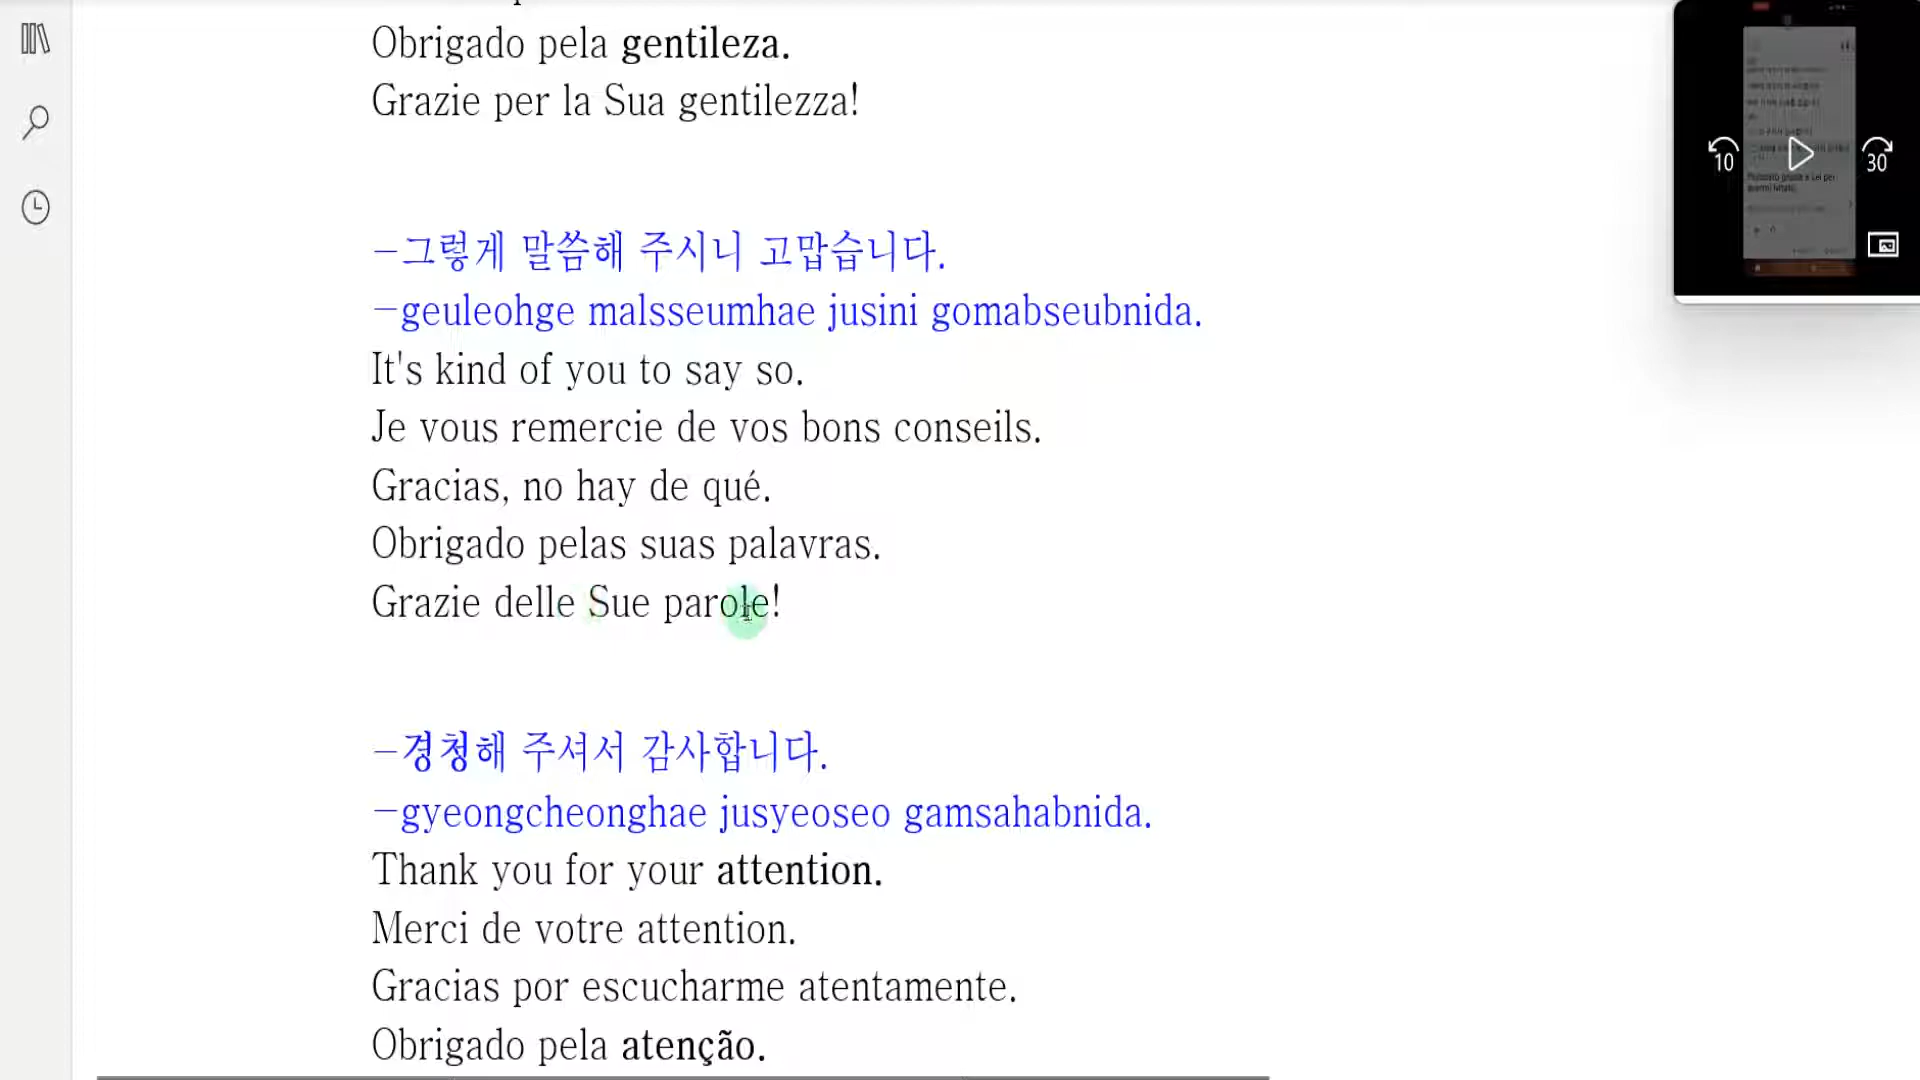 Obrigado pela gentileza.
Grazie per la Sua gentilezza!
–그렇게 말씀해 주시니 고맙습니다.
–geuleohge malsseumhae jusini gomabseubnida.
It's kind of you to say so.
Je vous remercie de vos bons conseils.
Gracias, no hay de qué.
Obrigado pelas suas palavras.
Grazie delle Sue parole!
–경청해 주셔서 감사합니다.
–gyeongcheonghae jusyeoseo gamsahabnida.
Thank you for your attention.
Merci de votre attention.
Gracias por escucharme atentamente.
Obrigado pela atenção.
10
30